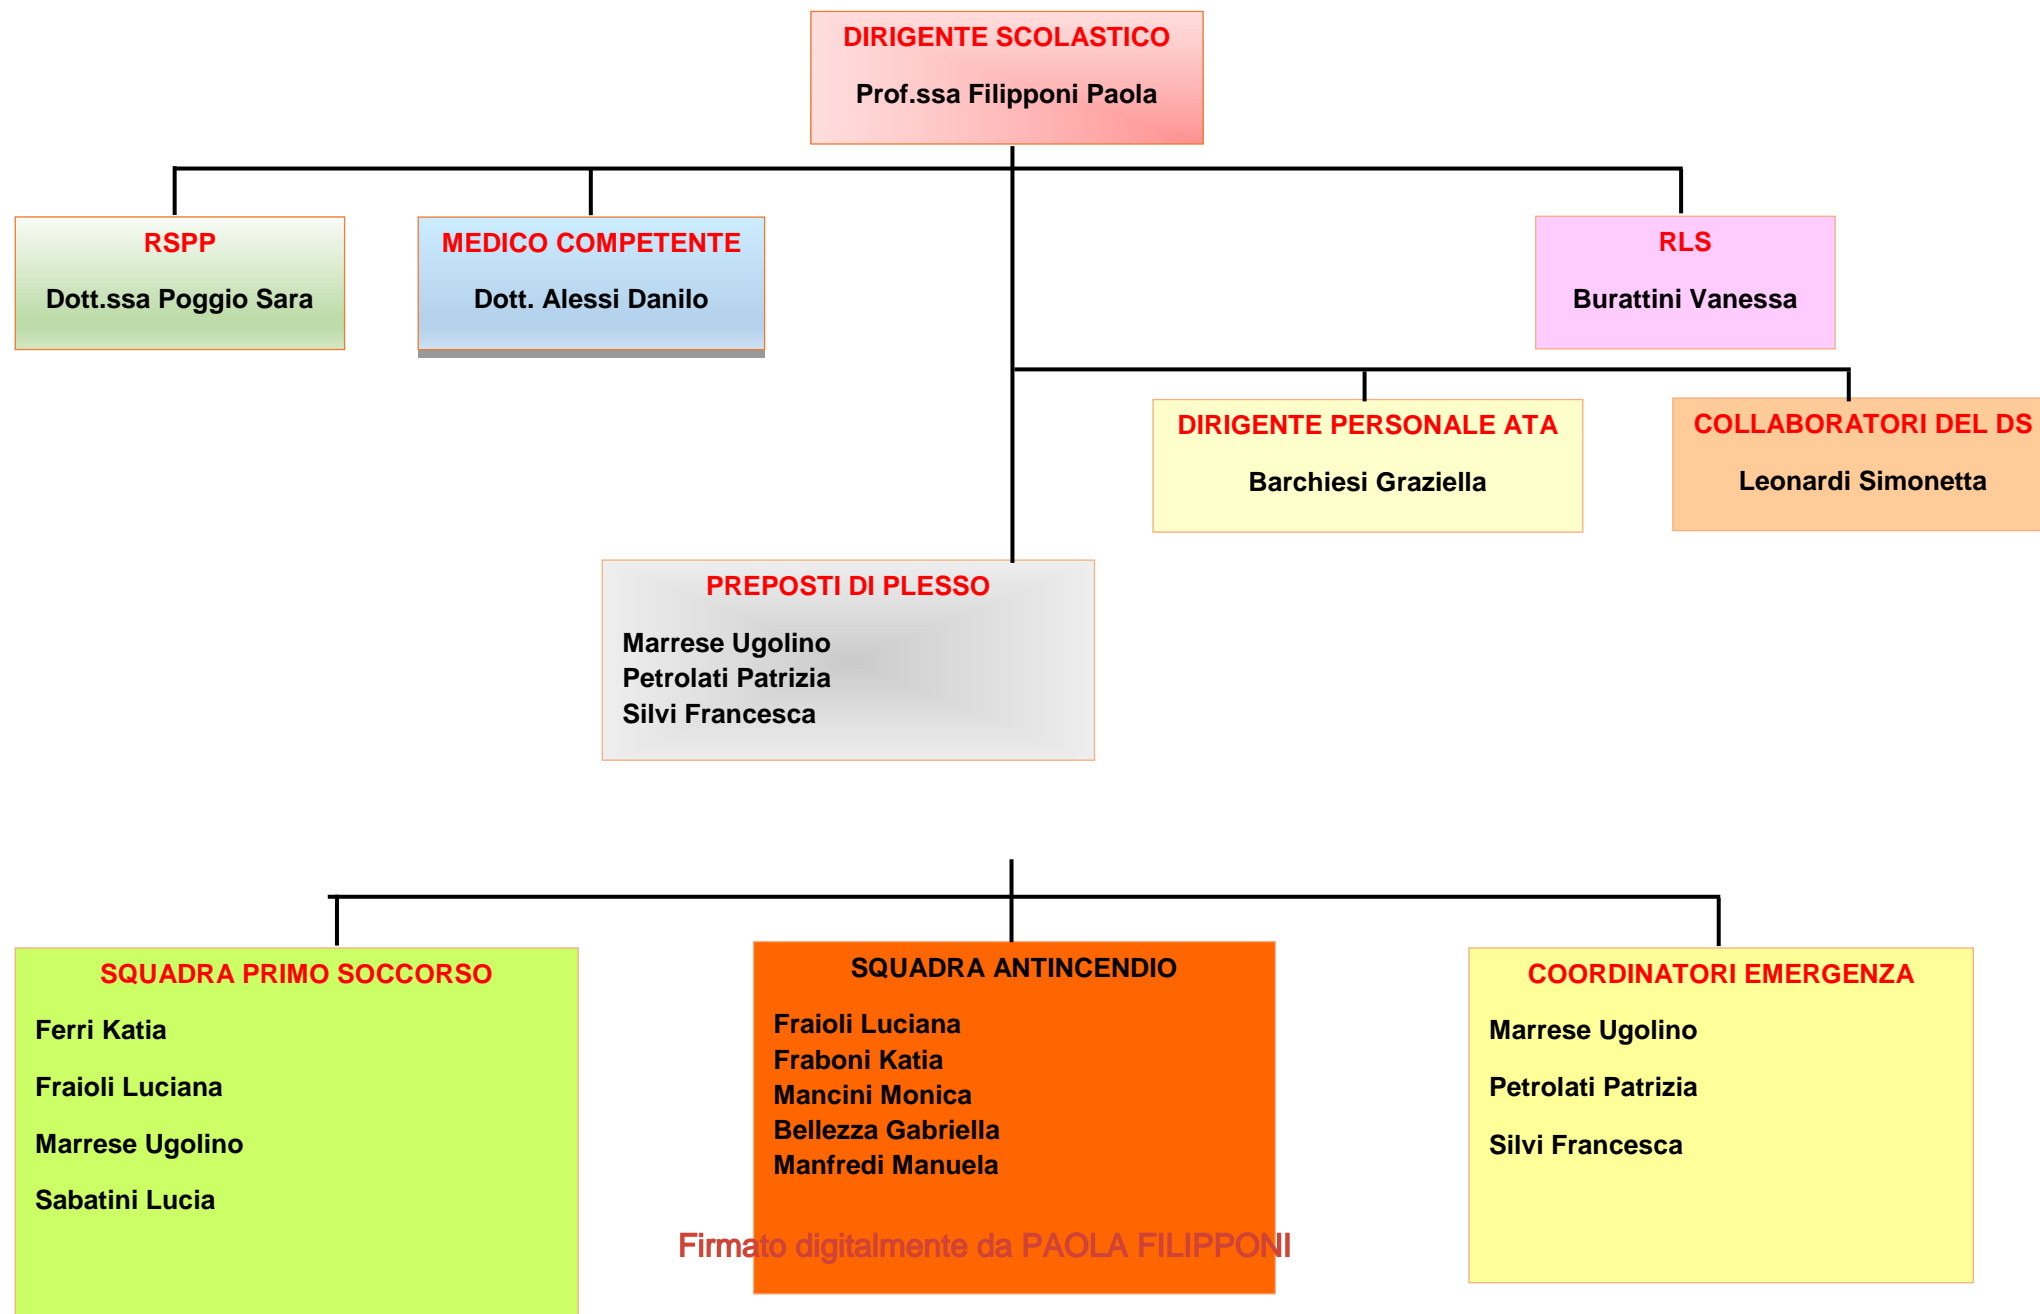 DIRIGENTE SCOLASTICO
Prof.ssa Filipponi Paola
RSPP
Dott.ssa Poggio Sara
MEDICO COMPETENTE
Dott. Alessi Danilo
RLS
Burattini Vanessa
DIRIGENTE PERSONALE ATA
Barchiesi Graziella
COLLABORATORI DEL DS
Leonardi Simonetta
PREPOSTI DI PLESSO
Marrese Ugolino
Petrolati Patrizia
Silvi Francesca
SQUADRA PRIMO SOCCORSO
Ferri Katia
Fraioli Luciana
Marrese Ugolino
Sabatini Lucia
SQUADRA ANTINCENDIO
Fraioli Luciana
Fraboni Katia
Mancini Monica
Bellezza Gabriella
Manfredi Manuela
COORDINATORI EMERGENZA
Marrese Ugolino
Petrolati Patrizia
Silvi Francesca
Firmato digitalmente da PAOLA FILIPPONI